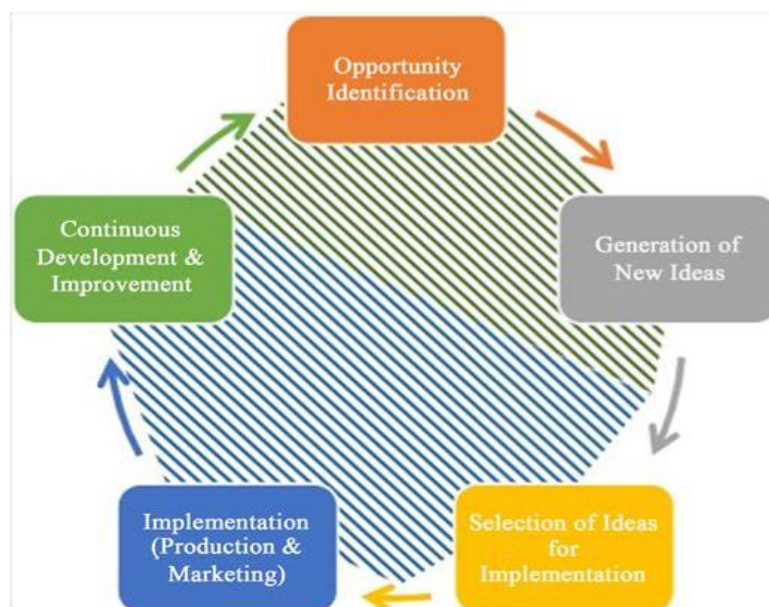 Opportunity
Identification
Generation of
New Ideas
Selection of Ideas
for
Implementation
Implementation
(Production &
Marketing)
Continuous
Development &
Improvement